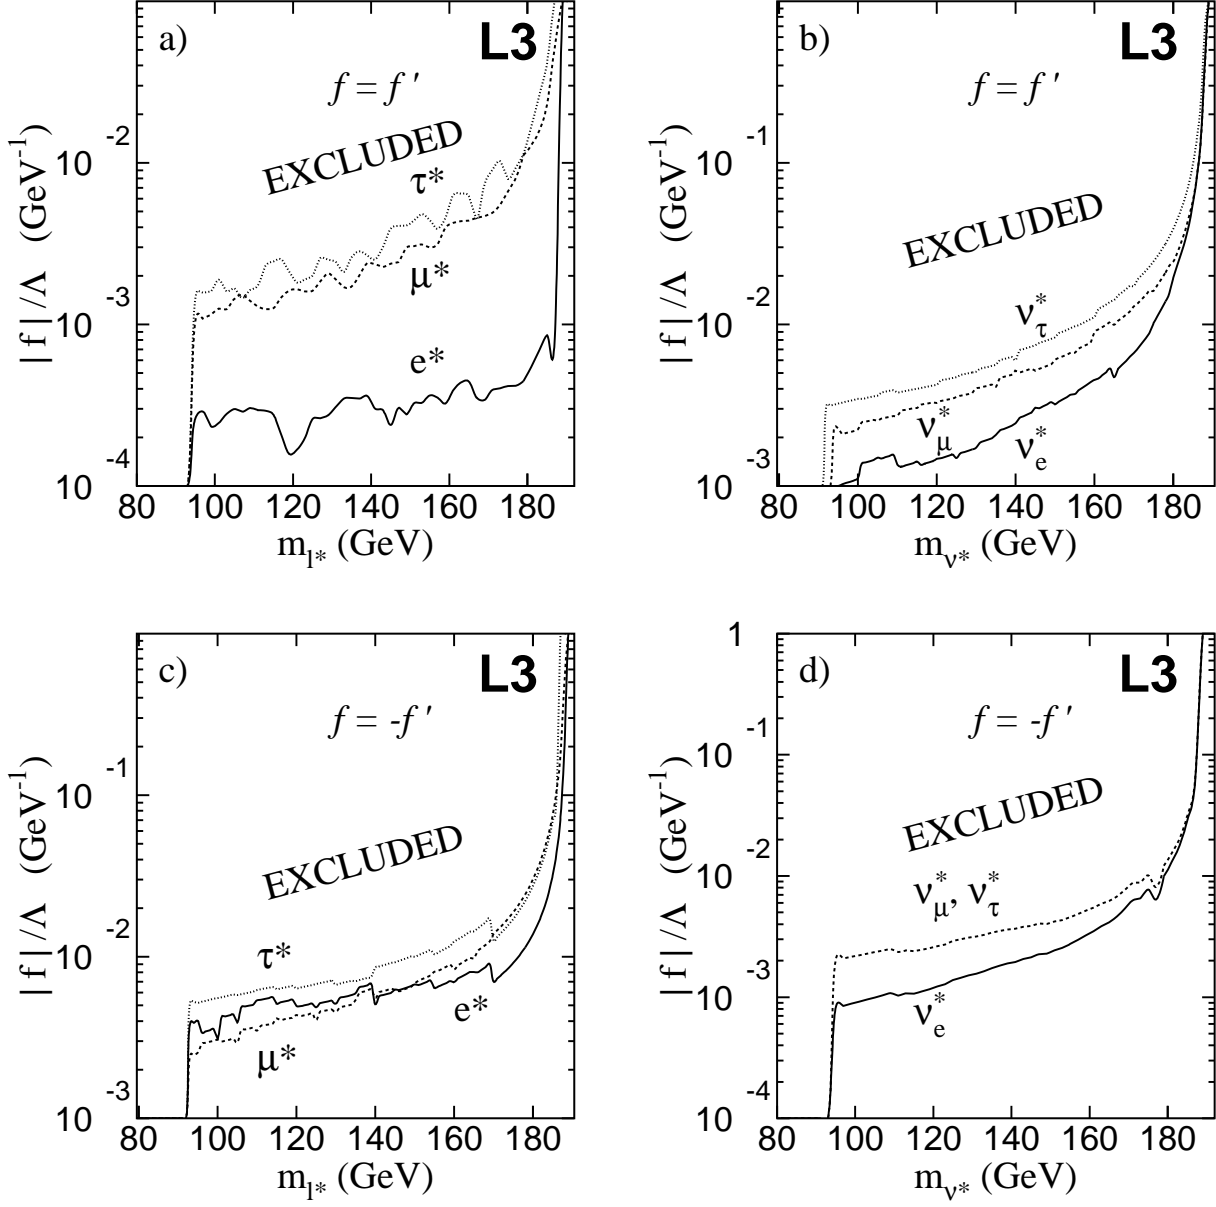 a)
L3
f = f ′
EXCLUDED
τ*
μ*
e*
10⁻²
10⁻³
10⁻⁴
|f|/Λ (GeV⁻¹)
80 100 120 140 160 180
m_l* (GeV)
b)
L3
f = f ′
EXCLUDED
ν*_τ
ν*_μ
ν*_e
10⁻¹
10⁻²
10⁻³
|f|/Λ (GeV⁻¹)
80 100 120 140 160 180
m_ν* (GeV)
c)
L3
f = -f ′
EXCLUDED
τ*
e*
μ*
10⁻¹
10⁻²
10⁻³
|f|/Λ (GeV⁻¹)
80 100 120 140 160 180
m_l* (GeV)
d)
L3
f = -f ′
EXCLUDED
ν*_μ, ν*_τ
ν*_e
1
10⁻¹
10⁻²
10⁻³
10⁻⁴
|f|/Λ (GeV⁻¹)
80 100 120 140 160 180
m_ν* (GeV)